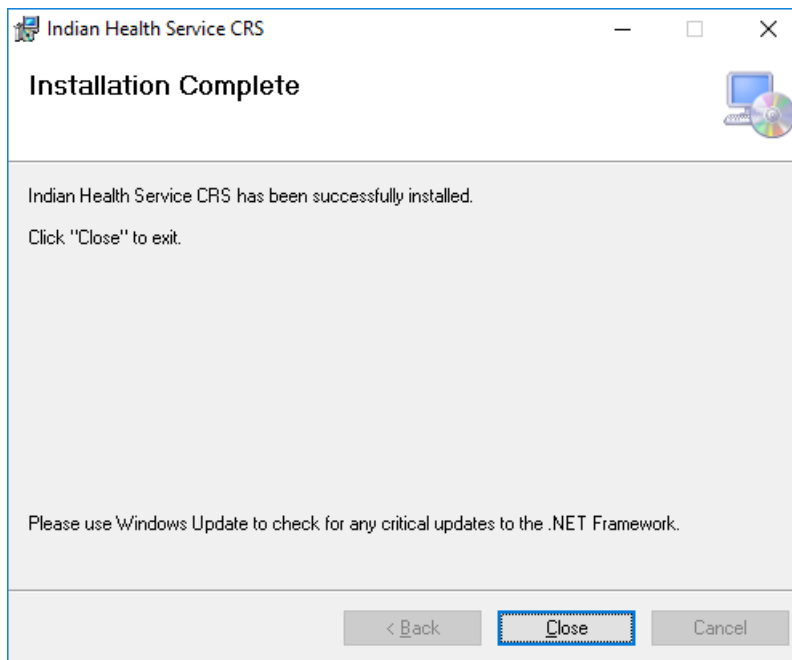 Indian Health Service CRS
Installation Complete
Indian Health Service CRS has been successfully installed.
Click "Close" to exit.
Please use Windows Update to check for any critical updates to the .NET Framework.
< Back
Close
Cancel